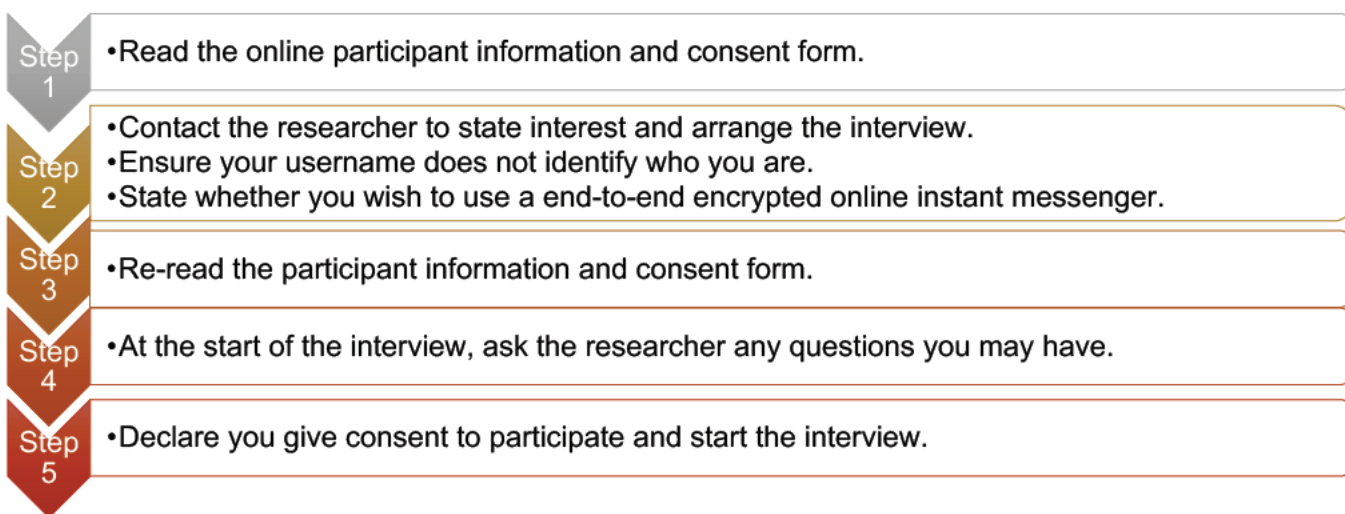 Step
1
•Read the online participant information and consent form.
Step
2
•Contact the researcher to state interest and arrange the interview.
•Ensure your username does not identify who you are.
•State whether you wish to use a end-to-end encrypted online instant messenger.
Step
3
•Re-read the participant information and consent form.
Step
4
•At the start of the interview, ask the researcher any questions you may have.
Step
5
•Declare you give consent to participate and start the interview.